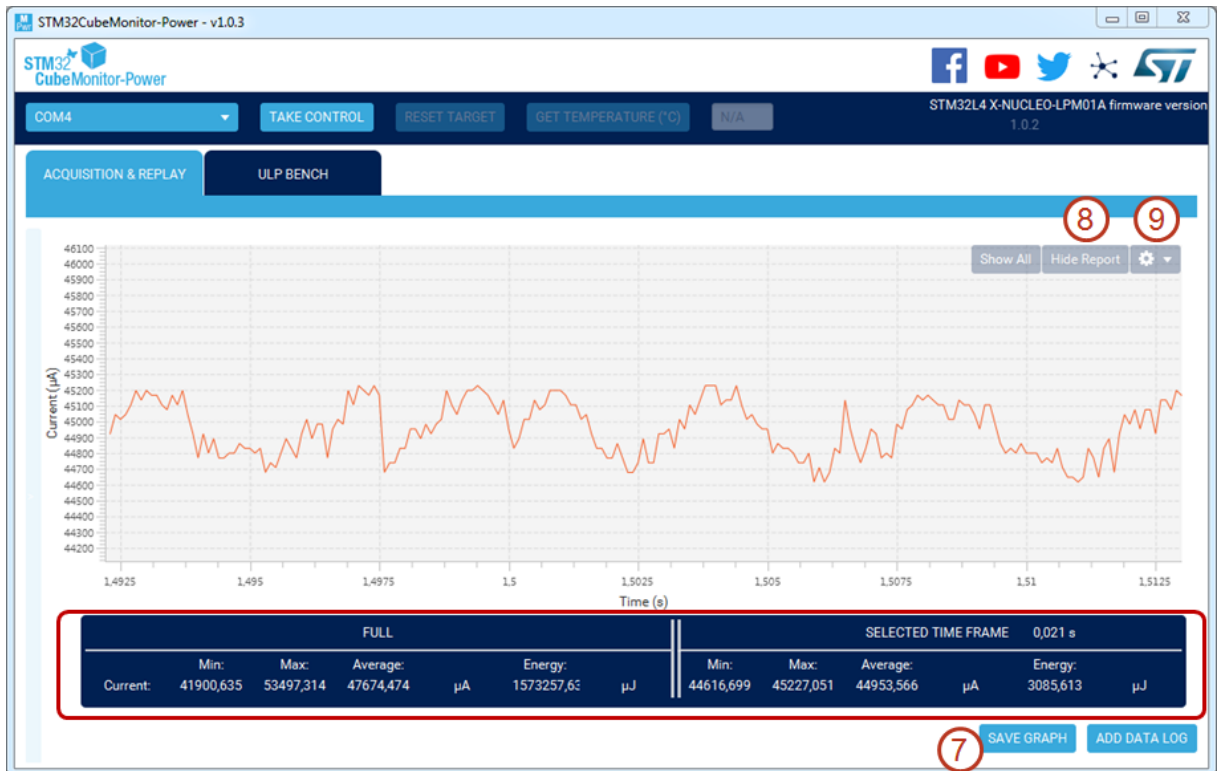 STM32CubeMonitor-Power - v1.0.3
STM32
CubeMonitor-Power
COM4 TAKE CONTROL RESET TARGET GET TEMPERATURE (°C) N/A STM32L4 X-NUCLEO-LPM01A firmware version
1.0.2
ACQUISITION & REPLAY ULP BENCH
8 9
Show All Hide Report
46100
46000
45900
45800
45700
45600
45500
45400
45300
45200
45100
45000
44900
44800
44700
44600
44500
44400
44300
44200
Current (µA)
1,4925 1,495 1,4975 1,5 1,5025 1,505 1,5075 1,51 1,5125
Time (s)
FULL SELECTED TIME FRAME 0,021 s
Min: Max: Average: Energy: Min: Max: Average: Energy:
Current: 41900,635 53497,314 47674,474 µA 1573257,63 µJ 44616,699 45227,051 44953,566 µA 3085,613 µJ
7 SAVE GRAPH ADD DATA LOG